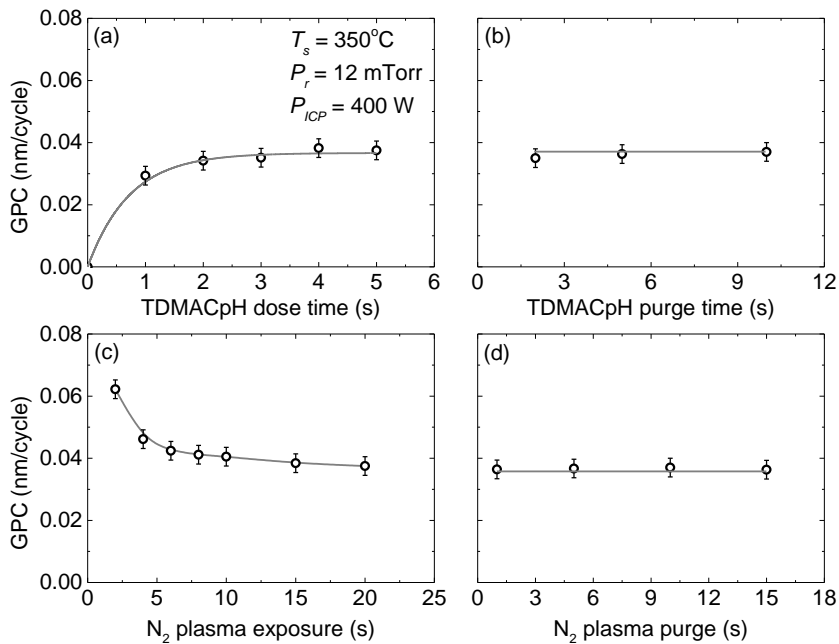 (a)
T_s = 350°C
P_r = 12 mTorr
P_ICP = 400 W
0.08
0.06
0.04
0.02
0.00
GPC (nm/cycle)
0 1 2 3 4 5 6
TDMACpH dose time (s)
(b)
3 6 9 12
TDMACpH purge time (s)
(c)
0.08
0.06
0.04
0.02
0.00
GPC (nm/cycle)
0 5 10 15 20 25
N₂ plasma exposure (s)
(d)
3 6 9 12 15 18
N₂ plasma purge (s)